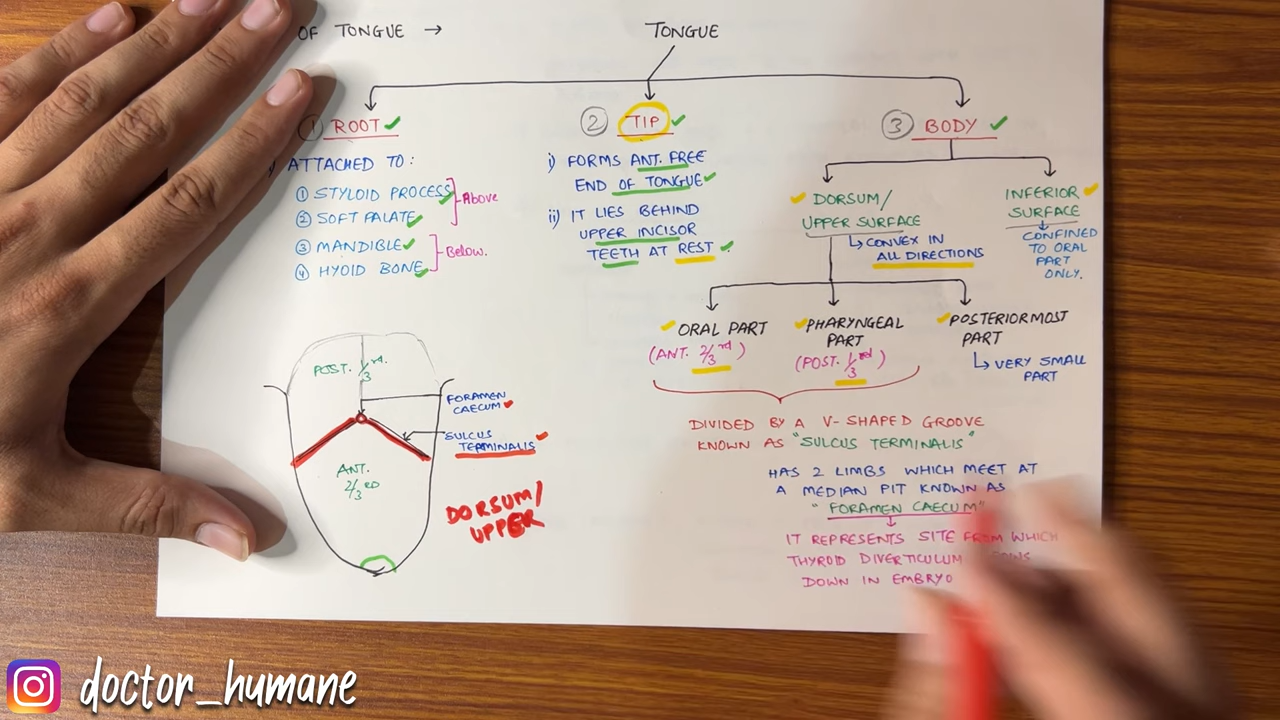 OF TONGUE →
TONGUE
① ROOT
ATTACHED TO:
① STYLOID PROCESS
② SOFT PALATE
Above
③ MANDIBLE
④ HYOID BONE
Below.
② TIP
i) FORMS ANT. FREE
END OF TONGUE
ii) IT LIES BEHIND
UPPER INCISOR
TEETH AT REST
③ BODY
DORSUM/
UPPER SURFACE
CONVEX IN
ALL DIRECTIONS
INFERIOR
SURFACE
CONFINED
TO ORAL
PART
ONLY.
ORAL PART
(ANT. 2/3rd)
PHARYNGEAL
PART
(POST. 1/3rd)
POSTERIORMOST
PART
VERY SMALL
PART
DIVIDED BY A V-SHAPED GROOVE
KNOWN AS "SULCUS TERMINALIS"
HAS 2 LIMBS WHICH MEET AT
A MEDIAN PIT KNOWN AS
"FORAMEN CAECUM"
IT REPRESENTS SITE FROM WHICH
THYROID DIVERTICULUM
DOWN IN EMBRYO
POST. 1/3rd.
FORAMEN
CAECUM
SULCUS
TERMINALIS
ANT.
2/3RD
DORSUM/
UPPER
doctor_humane